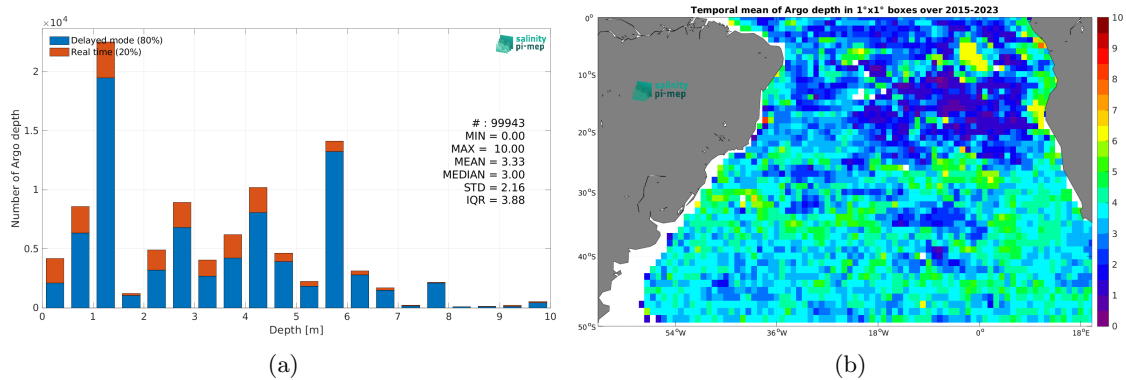 ×10⁴
Delayed mode (80%)
Real time (20%)
salinity
pi-mep
# : 99943
MIN = 0.00
MAX = 10.00
MEAN = 3.33
MEDIAN = 3.00
STD = 2.16
IQR = 3.88
Number of Argo depth
2
1.5
1
0.5
0
0 1 2 3 4 5 6 7 8 9 10
Depth [m]
(a)
Temporal mean of Argo depth in 1°x1° boxes over 2015-2023
salinity
pi-mep
0°
10°S
20°S
30°S
40°S
50°S
54°W 36°W 18°W 0° 18°E
10
9
8
7
6
5
4
3
2
1
0
(b)